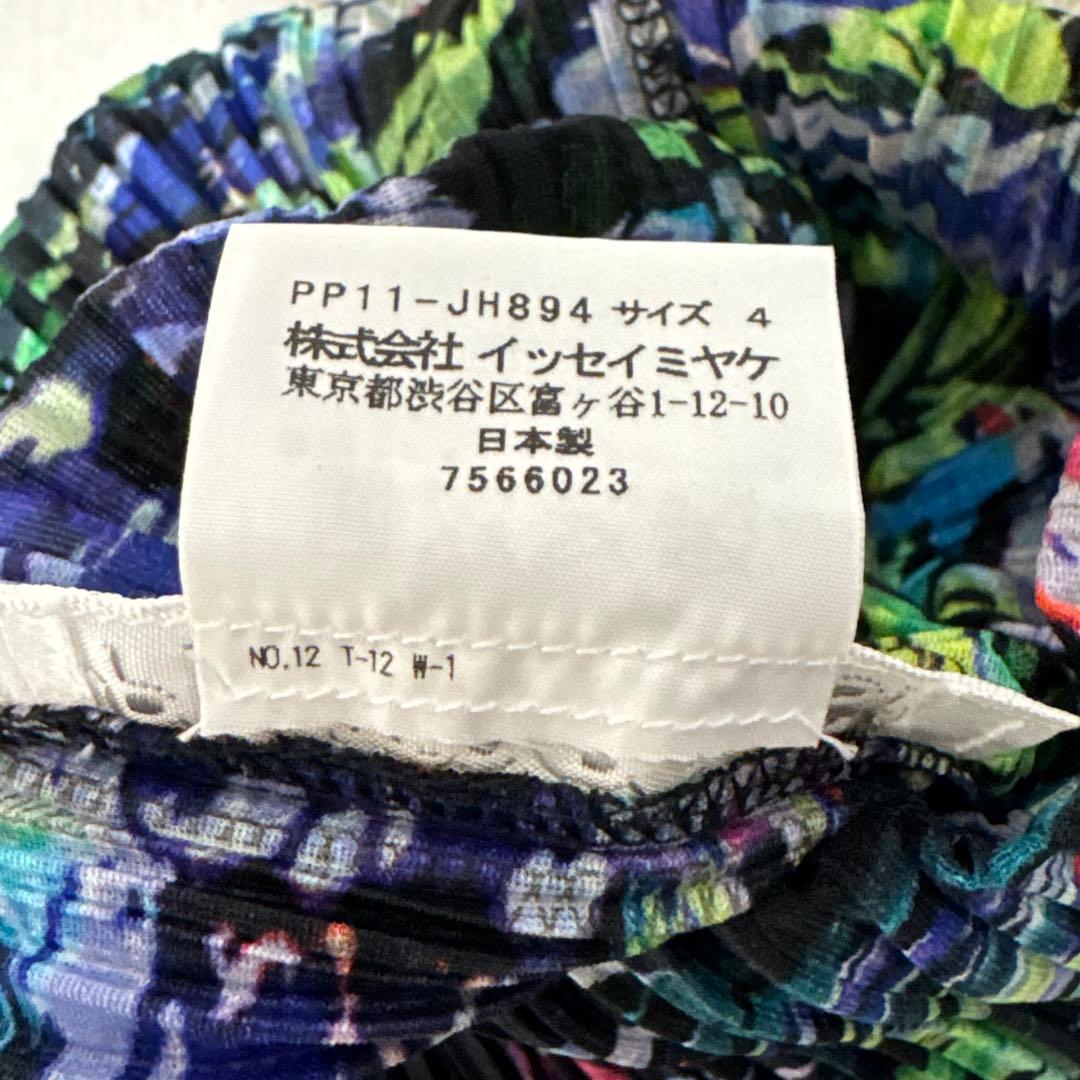 PP11-JH894 サイズ 4
株式会社 イッセイミヤケ
東京都渋谷区富ヶ谷1-12-10
日本製
7566023
NO.12 T-12 W-1